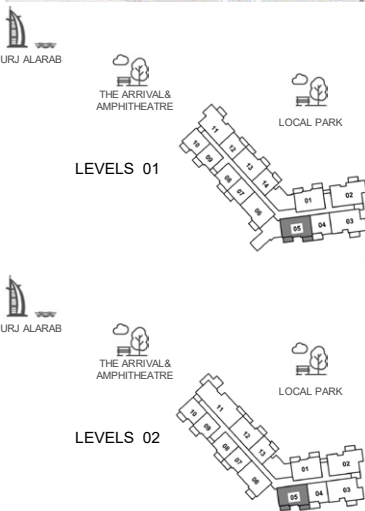 URJ ALARAB
THE ARRIVAL&
AMPHITHEATRE
LOCAL PARK
LEVELS 01
11
10
12
09
13
08
14
07
06
01
02
05
04
03
URJ ALARAB
THE ARRIVAL&
AMPHITHEATRE
LOCAL PARK
LEVELS 02
11
10
09
12
08
13
07
06
01
02
05
04
03